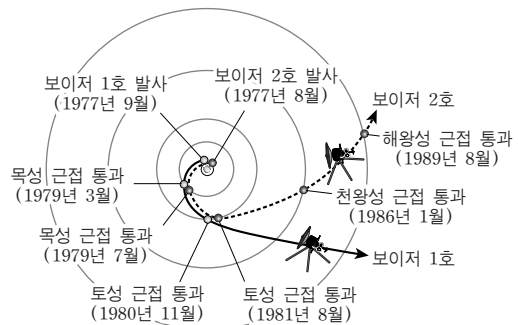 보이저 1호 발사
(1977년 9월)
보이저 2호 발사
(1977년 8월)
보이저 2호
해왕성 근접 통과
(1989년 8월)
목성 근접 통과
(1979년 3월)
천왕성 근접 통과
(1986년 1월)
목성 근접 통과
(1979년 7월)
보이저 1호
토성 근접 통과
(1980년 11월)
토성 근접 통과
(1981년 8월)